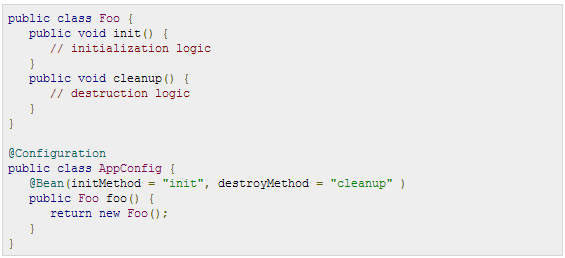 public class Foo {
   public void init() {
      // initialization logic
   }
   public void cleanup() {
      // destruction logic
   }
}

@Configuration
public class AppConfig {
   @Bean(initMethod = "init", destroyMethod = "cleanup" )
   public Foo foo() {
      return new Foo();
   }
}